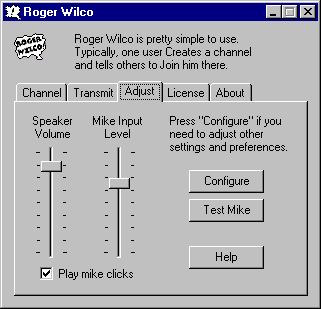 Roger Wilco
ROGER
WILCO
Roger Wilco is pretty simple to use.
Typically, one user Creates a channel
and tells others to Join him there.
Channel Transmit Adjust License About
Speaker
Volume
Mike Input
Level
Press "Configure" if you
need to adjust other
settings and preferences.
Configure
Test Mike
Help
Play mike clicks